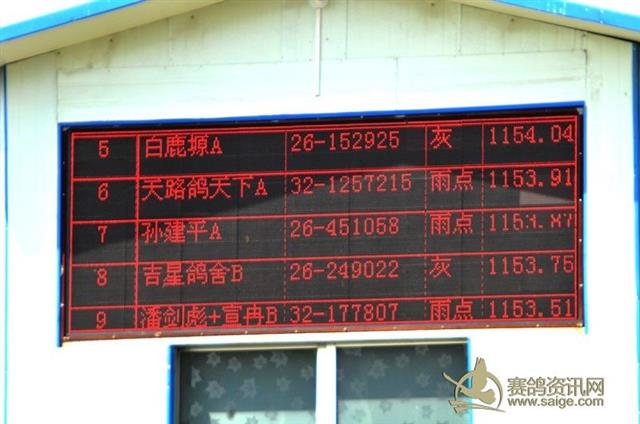 5 白鹿塬A 26-152925 灰 1154.04
6 天路鸽天下A 32-1257215 雨点 1153.91
7 孙建平A 26-451058 雨点 1153.87
8 吉星鸽舍B 26-249022 灰 1153.75
9 潘剑彪+宣冉B 32-177807 雨点 1153.51
赛鸽资讯网
www.saige.com